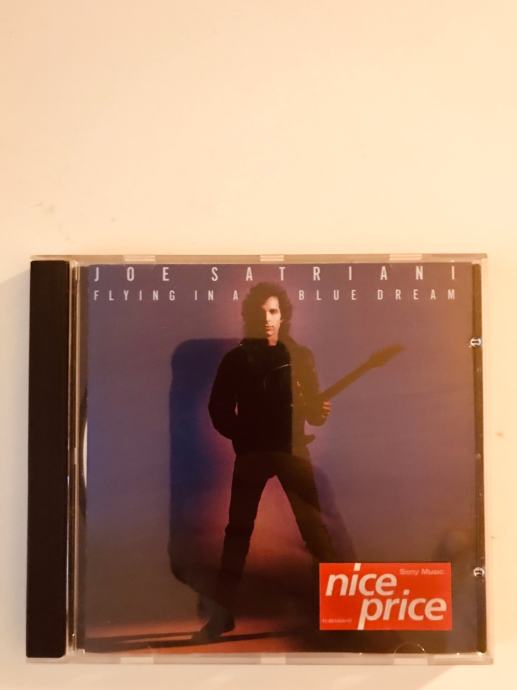 JOE SATRIANI
FLYING IN A BLUE DREAM
Sony Music
nice
price